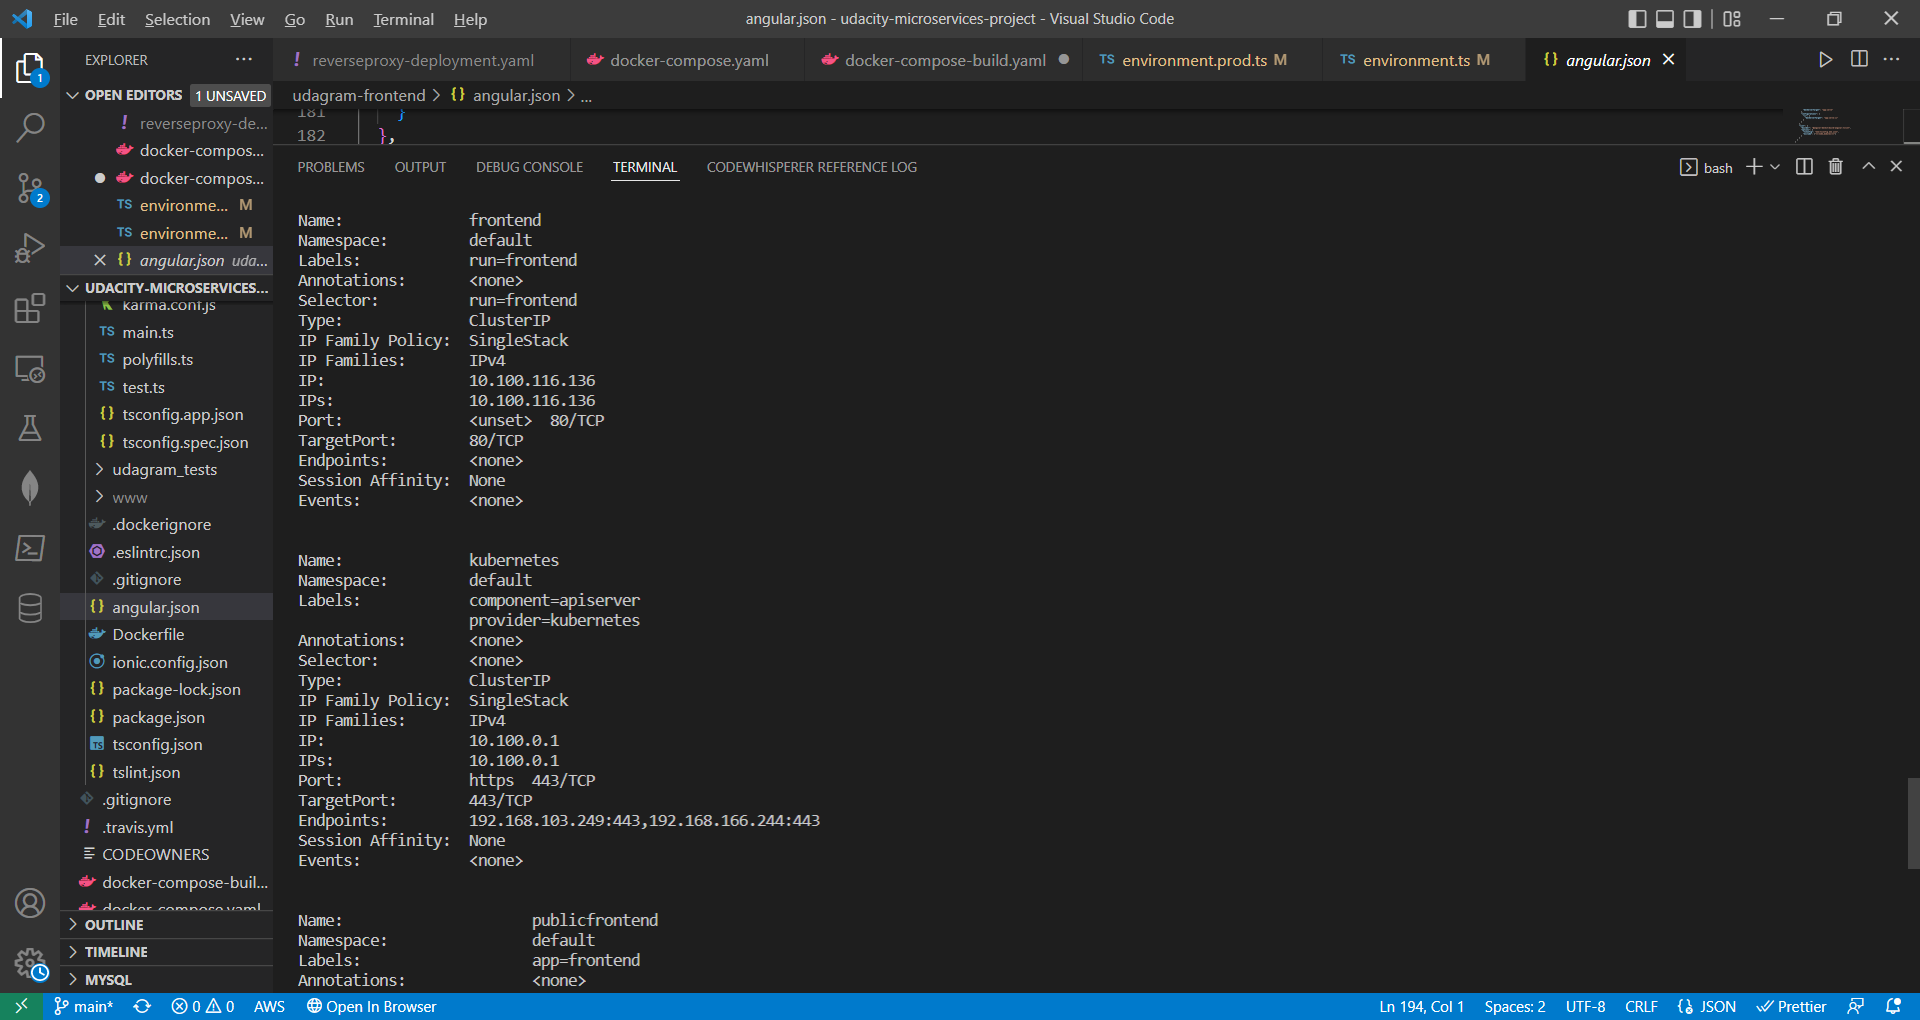 File Edit Selection View Go Run Terminal Help
angular.json - udacity-microservices-project - Visual Studio Code
EXPLORER
OPEN EDITORS 1 UNSAVED
reverseproxy-de...
docker-compos...
docker-compos...
TS environme... M
TS environme... M
{} angular.json uda...
UDACITY-MICROSERVICES...
karma.conf.js
TS main.ts
TS polyfills.ts
TS test.ts
{} tsconfig.app.json
{} tsconfig.spec.json
udagram_tests
www
.dockerignore
.eslintrc.json
.gitignore
{} angular.json
Dockerfile
ionic.config.json
{} package-lock.json
{} package.json
TS tsconfig.json
{} tslint.json
.gitignore
! .travis.yml
CODEOWNERS
docker-compose-buil...
docker-compose.yaml
OUTLINE
TIMELINE
MYSQL
1
2
! reverseproxy-deployment.yaml
docker-compose.yaml
docker-compose-build.yaml
TS environment.prod.ts M
TS environment.ts M
{} angular.json
udagram-frontend > {} angular.json > ...
181 }
182 },
PROBLEMS OUTPUT DEBUG CONSOLE TERMINAL CODEWHISPERER REFERENCE LOG
bash
Name: frontend
Namespace: default
Labels: run=frontend
Annotations: <none>
Selector: run=frontend
Type: ClusterIP
IP Family Policy: SingleStack
IP Families: IPv4
IP: 10.100.116.136
IPs: 10.100.116.136
Port: <unset> 80/TCP
TargetPort: 80/TCP
Endpoints: <none>
Session Affinity: None
Events: <none>
Name: kubernetes
Namespace: default
Labels: component=apiserver
provider=kubernetes
Annotations: <none>
Selector: <none>
Type: ClusterIP
IP Family Policy: SingleStack
IP Families: IPv4
IP: 10.100.0.1
IPs: 10.100.0.1
Port: https 443/TCP
TargetPort: 443/TCP
Endpoints: 192.168.103.249:443,192.168.166.244:443
Session Affinity: None
Events: <none>
Name: publicfrontend
Namespace: default
Labels: app=frontend
Annotations: <none>
main* 0 0 AWS Open In Browser
Ln 194, Col 1 Spaces: 2 UTF-8 CRLF {} JSON Prettier